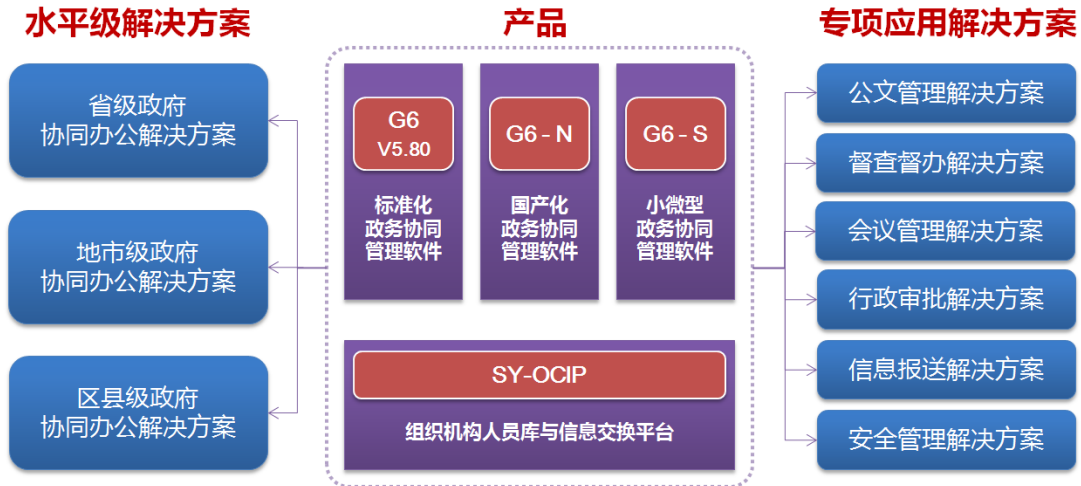 水平级解决方案
产品
专项应用解决方案
省级政府
协同办公解决方案
地市级政府
协同办公解决方案
区县级政府
协同办公解决方案
G6
V5.80
标准化
政务协同
管理软件
G6 - N
国产化
政务协同
管理软件
G6 - S
小微型
政务协同
管理软件
SY-OCIP
组织机构人员库与信息交换平台
公文管理解决方案
督查督办解决方案
会议管理解决方案
行政审批解决方案
信息报送解决方案
安全管理解决方案